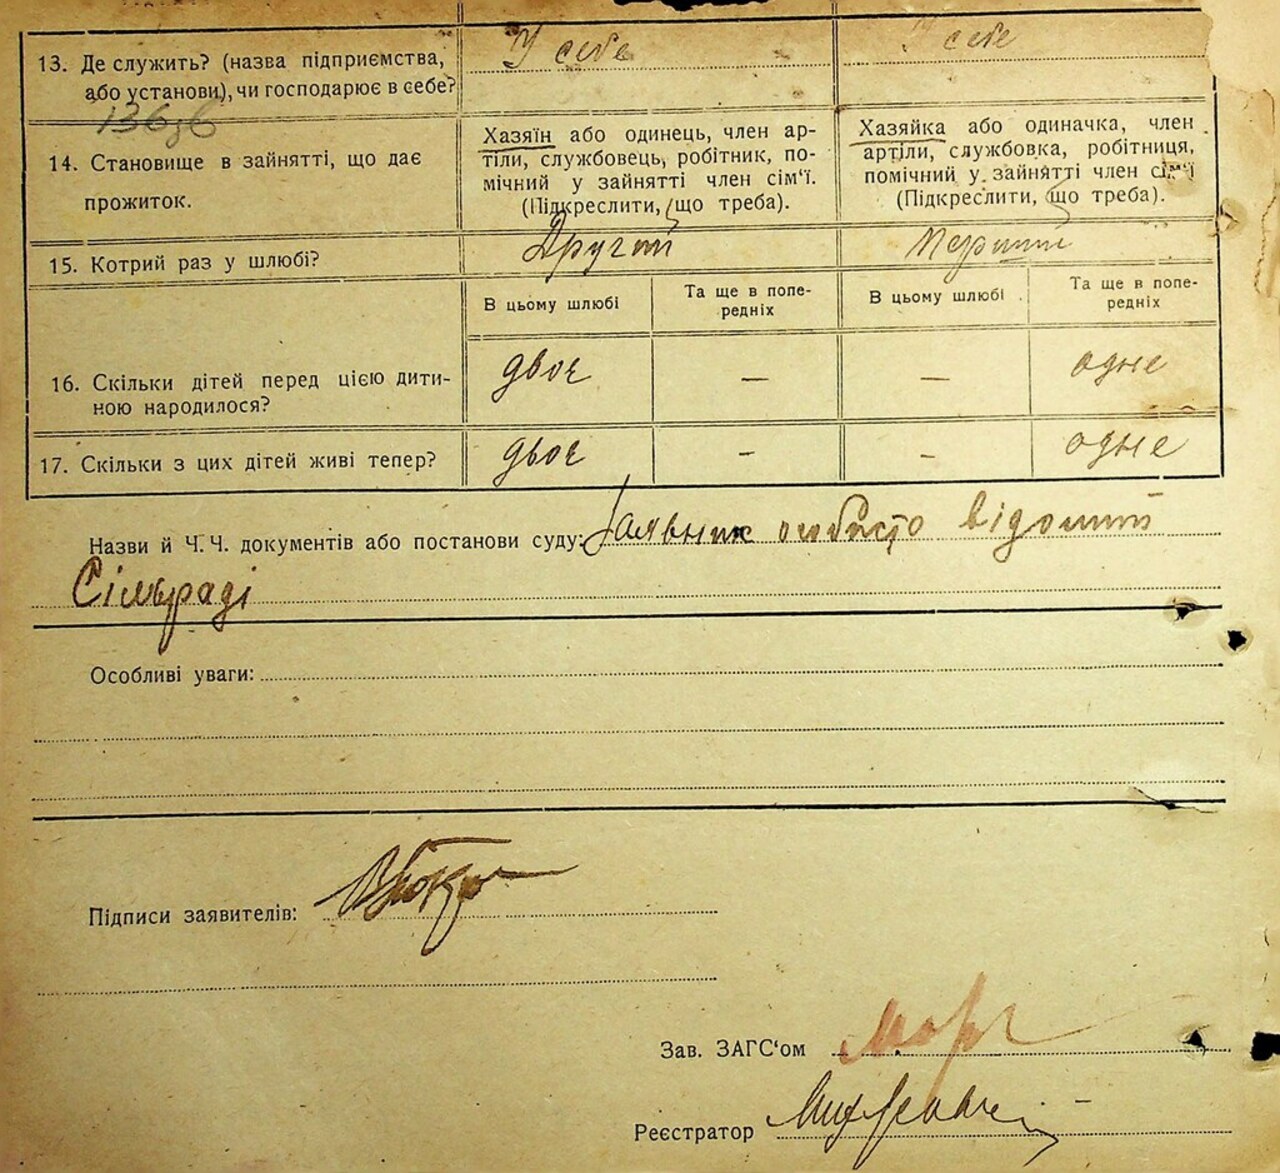 13. Де служить? (назва підприємства, або установи), чи господарює в себе?
У себе
У себе
136зв
14. Становище в зайнятті, що дає прожиток.
Хазяїн або одинець, член ар-
тіли, службовець, робітник, по-
мічний у зайнятті член сім‘ї.
(Підкреслити, що треба).
Хазяйка або одиначка, член
артіли, службовка, робітниця,
помічний у зайнятті член сім‘ї
(Підкреслити, що треба).
15. Котрий раз у шлюбі?
Другий
Перший
В цьому шлюбі
Та ще в попе-
редніх
В цьому шлюбі
Та ще в попе-
редніх
16. Скільки дітей перед цією дити-
ною народилося?
двоє
—
—
одне
17. Скільки з цих дітей живі тепер?
двоє
-
-
одне
Назви й Ч.Ч. документів або постанови суду: Заявник особисто відомий
Сільраді
Особливі уваги:
Підписи заявителів:
Зав. ЗАГС‘ом
Реєстратор